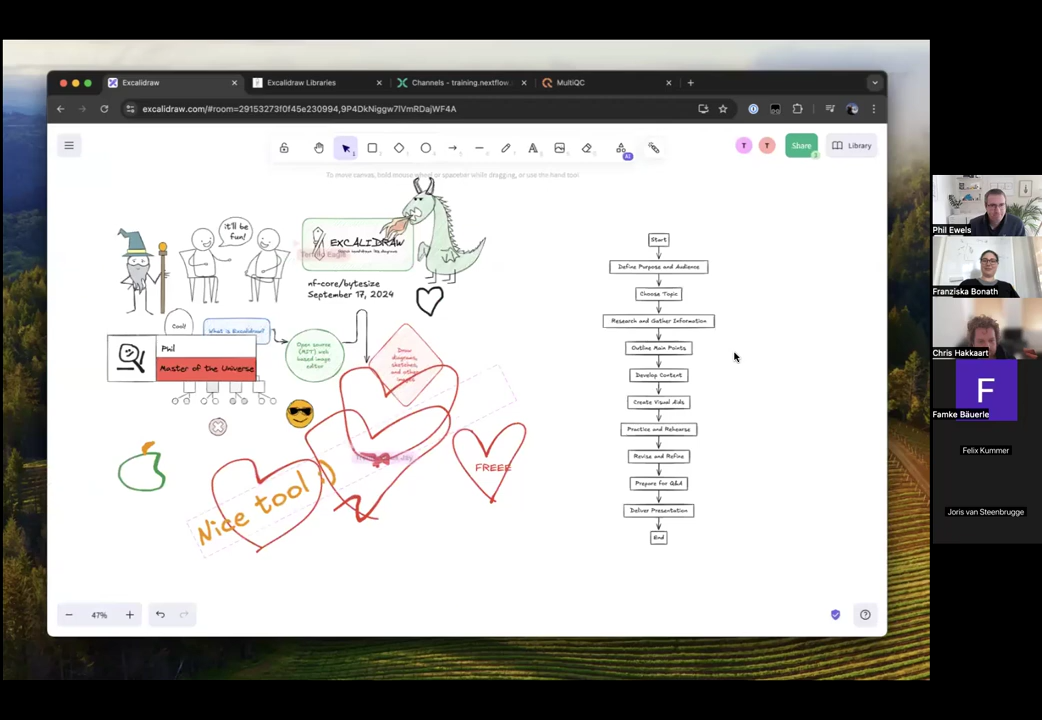 Excalidraw
Excalidraw Libraries
Channels - training.nextflow.
MultiQC
excalidraw.com/#room=29153273f0f45e230994,9P4DkNiggw7lVmRDajWF4A
T
T
Share
3
Library
To move canvas, hold mouse wheel or spacebar while dragging, or use the hand tool
it'll be
fun!
EXCALIDRAW
nf-core/bytesize
September 17, 2024
Cool!
What is Excalidraw?
Open source
(MIT) web
based image
editor
Draw
diagrams,
sketches,
and other
images
Phil
Master of the Universe
Nice tool :)
FREEE
Start
Define Purpose and Audience
Choose Topic
Research and Gather Information
Outline Main Points
Develop Content
Create Visual Aids
Practice and Rehearse
Revise and Refine
Prepare for Q&A
Deliver Presentation
End
47%
Phil Ewels
Franziska Bonath
Chris Hakkaart
F
Famke Bäuerle
Felix Kummer
Joris van Steenbrugge